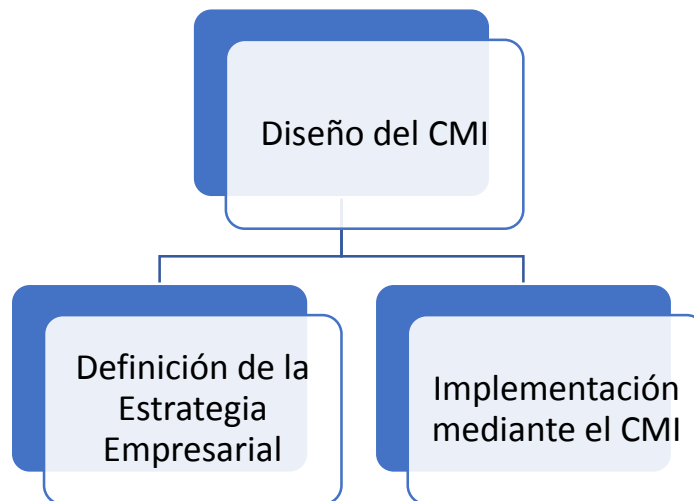 Diseño del CMI
Definición de la
Estrategia
Empresarial
Implementación
mediante el CMI